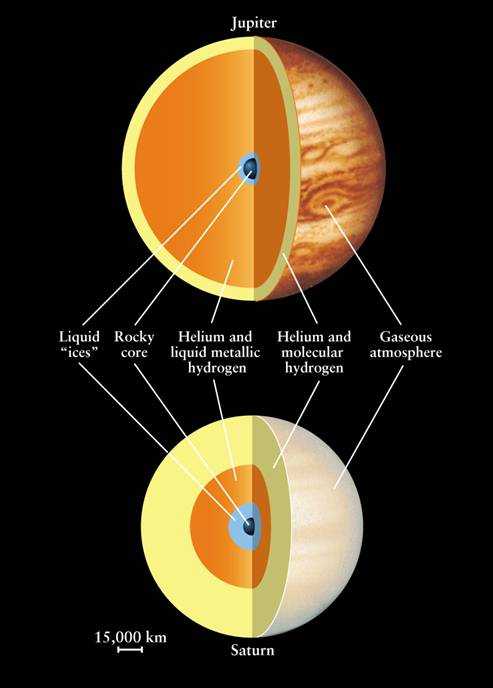 Jupiter
Liquid
“ices”
Rocky
core
Helium and
liquid metallic
hydrogen
Helium and
molecular
hydrogen
Gaseous
atmosphere
15,000 km
Saturn